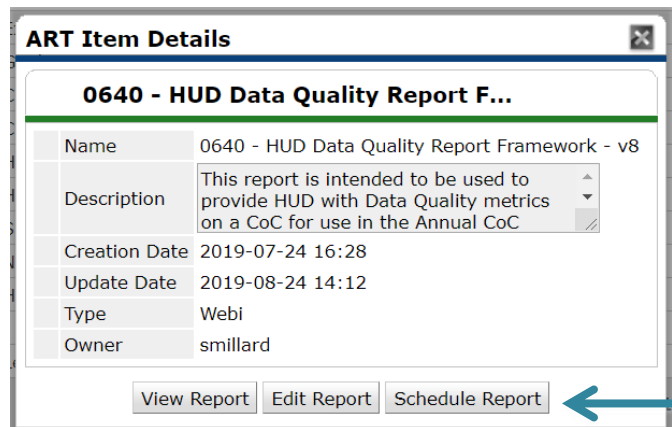 ART Item Details
0640 - HUD Data Quality Report F...
Name 0640 - HUD Data Quality Report Framework - v8
Description This report is intended to be used to
provide HUD with Data Quality metrics
on a CoC for use in the Annual CoC
Creation Date 2019-07-24 16:28
Update Date 2019-08-24 14:12
Type Webi
Owner smillard
View Report Edit Report Schedule Report